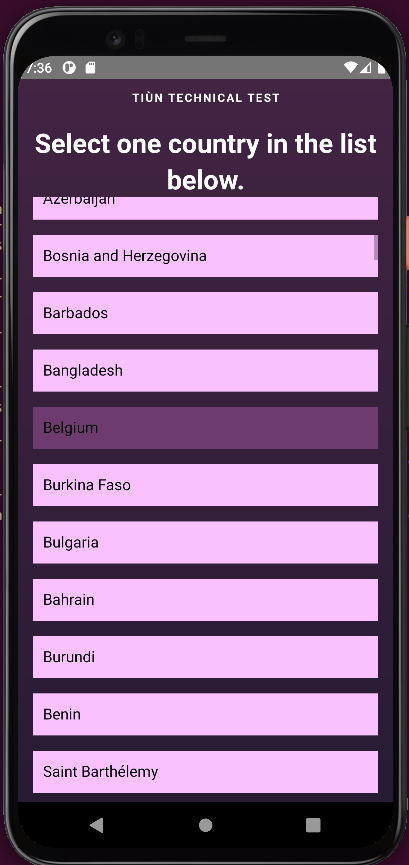 7:36
TIÙN TECHNICAL TEST
Select one country in the list
below.
Azerbaijan
Bosnia and Herzegovina
Barbados
Bangladesh
Belgium
Burkina Faso
Bulgaria
Bahrain
Burundi
Benin
Saint Barthélemy